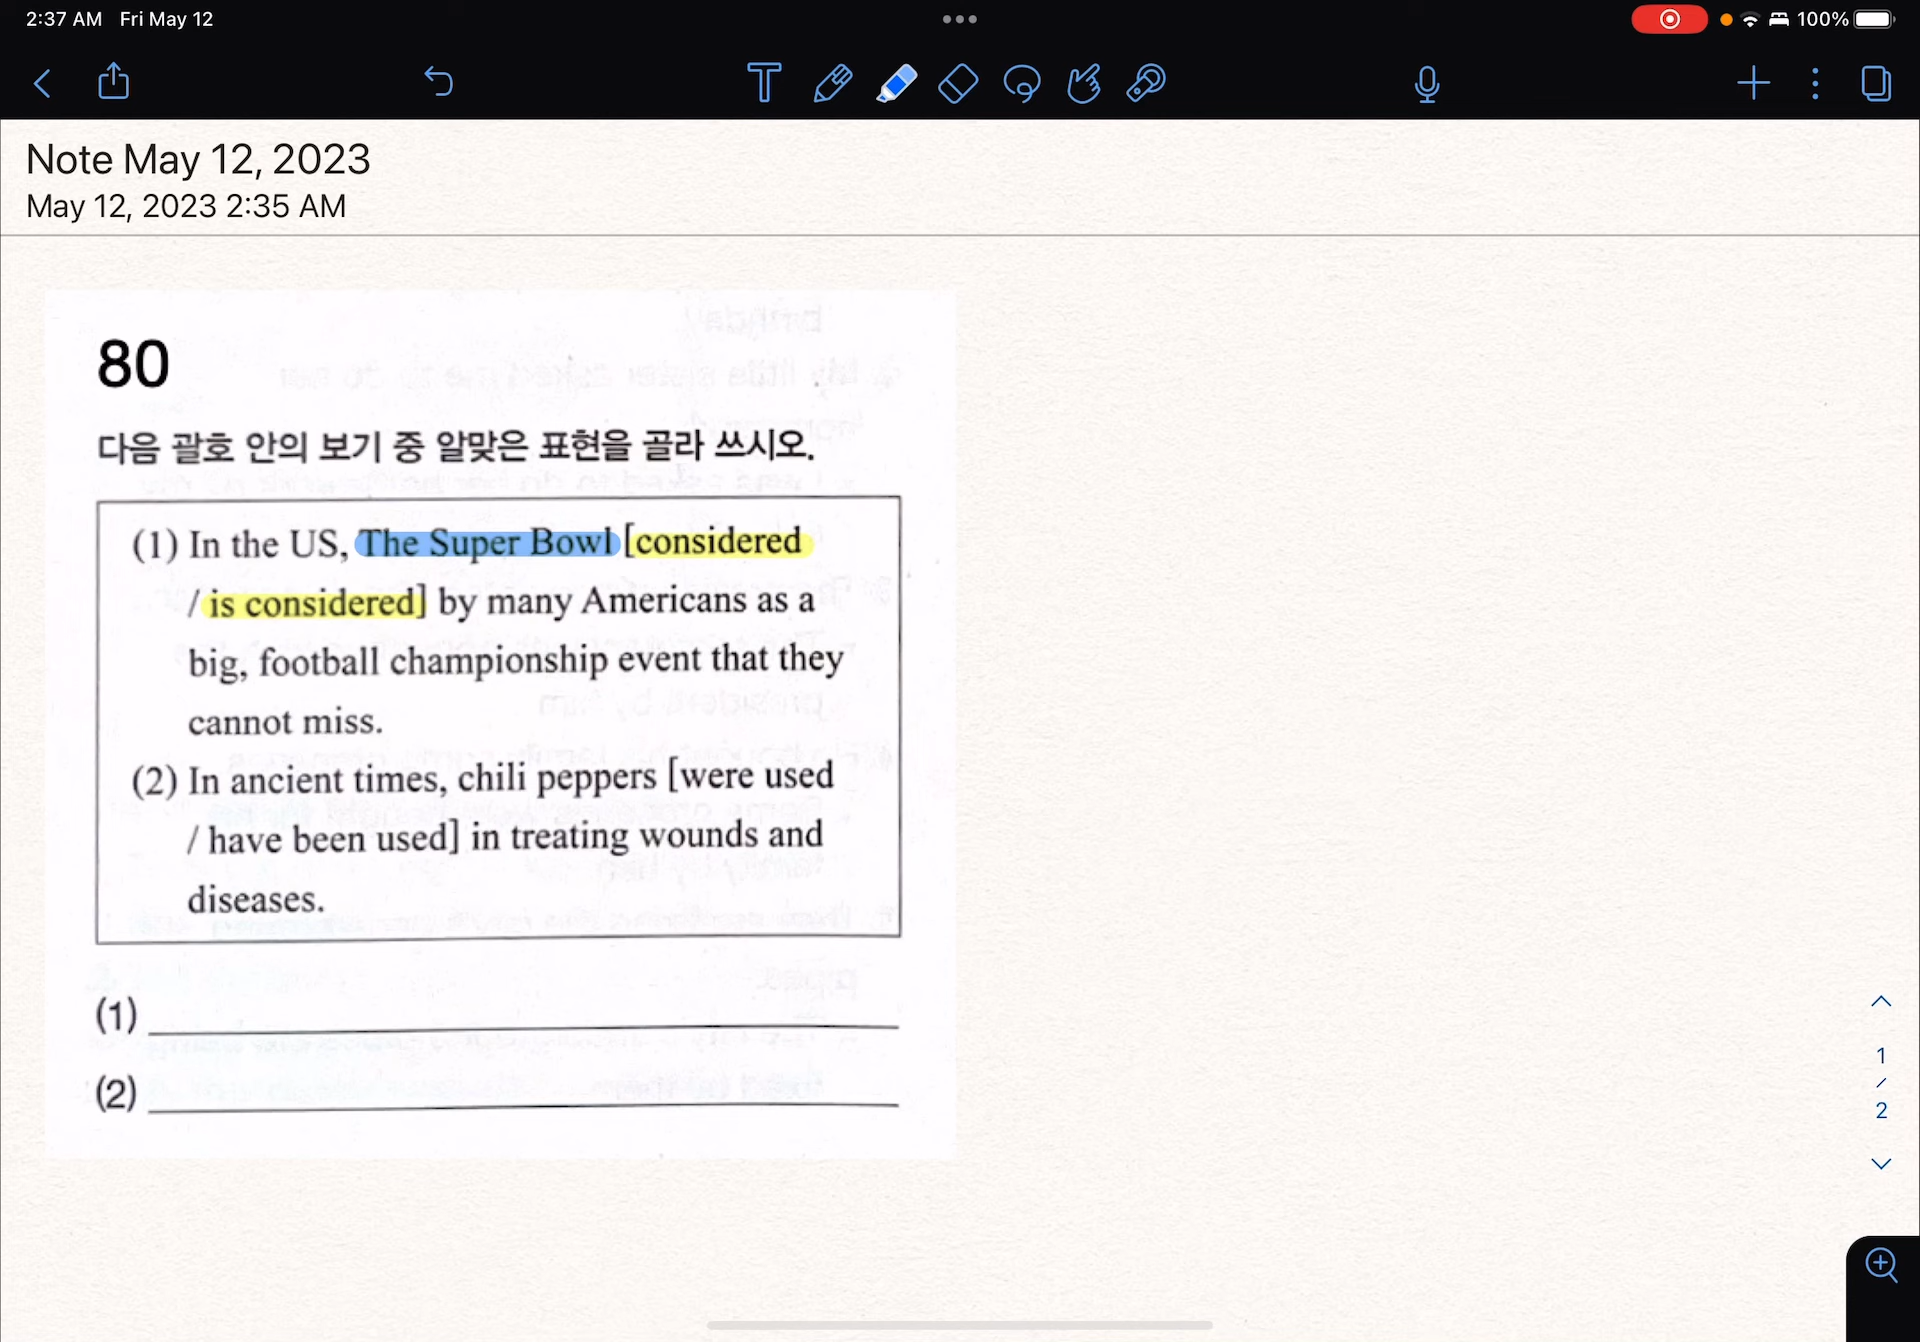 2:37 AM Fri May 12
100%
Note May 12, 2023
May 12, 2023 2:35 AM
80
다음 괄호 안의 보기 중 알맞은 표현을 골라 쓰시오.
(1) In the US, The Super Bowl [considered
/ is considered] by many Americans as a
big, football championship event that they
cannot miss.
(2) In ancient times, chili peppers [were used
/ have been used] in treating wounds and
diseases.
(1)
(2)
1
/
2